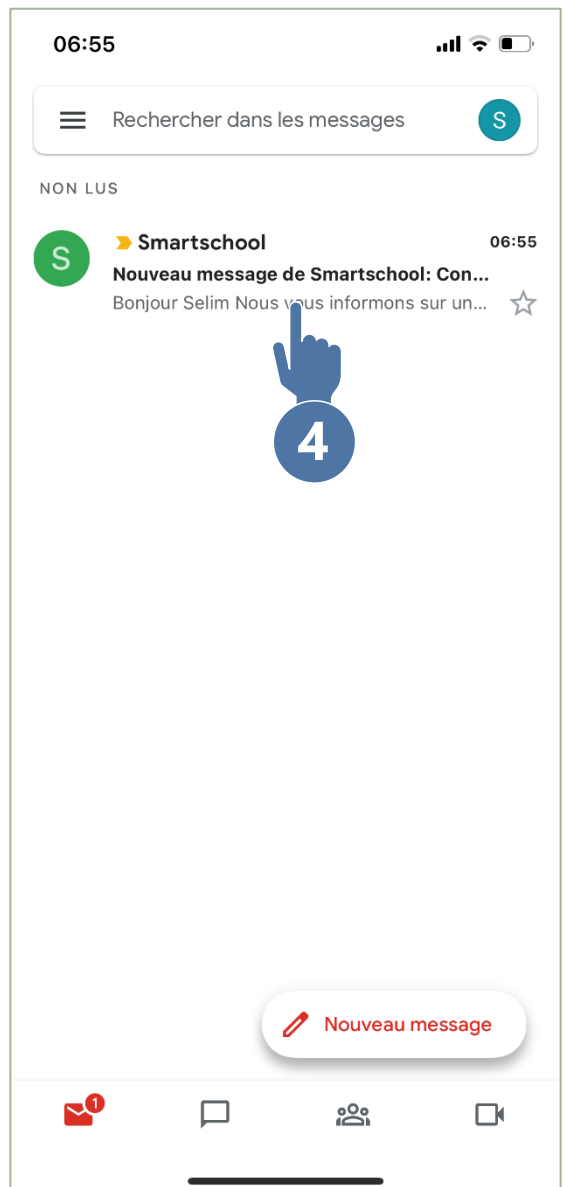 06:55
Rechercher dans les messages
S
NON LUS
S
Smartschool
06:55
Nouveau message de Smartschool: Con...
Bonjour Selim Nous vous informons sur un...
4
Nouveau message
1